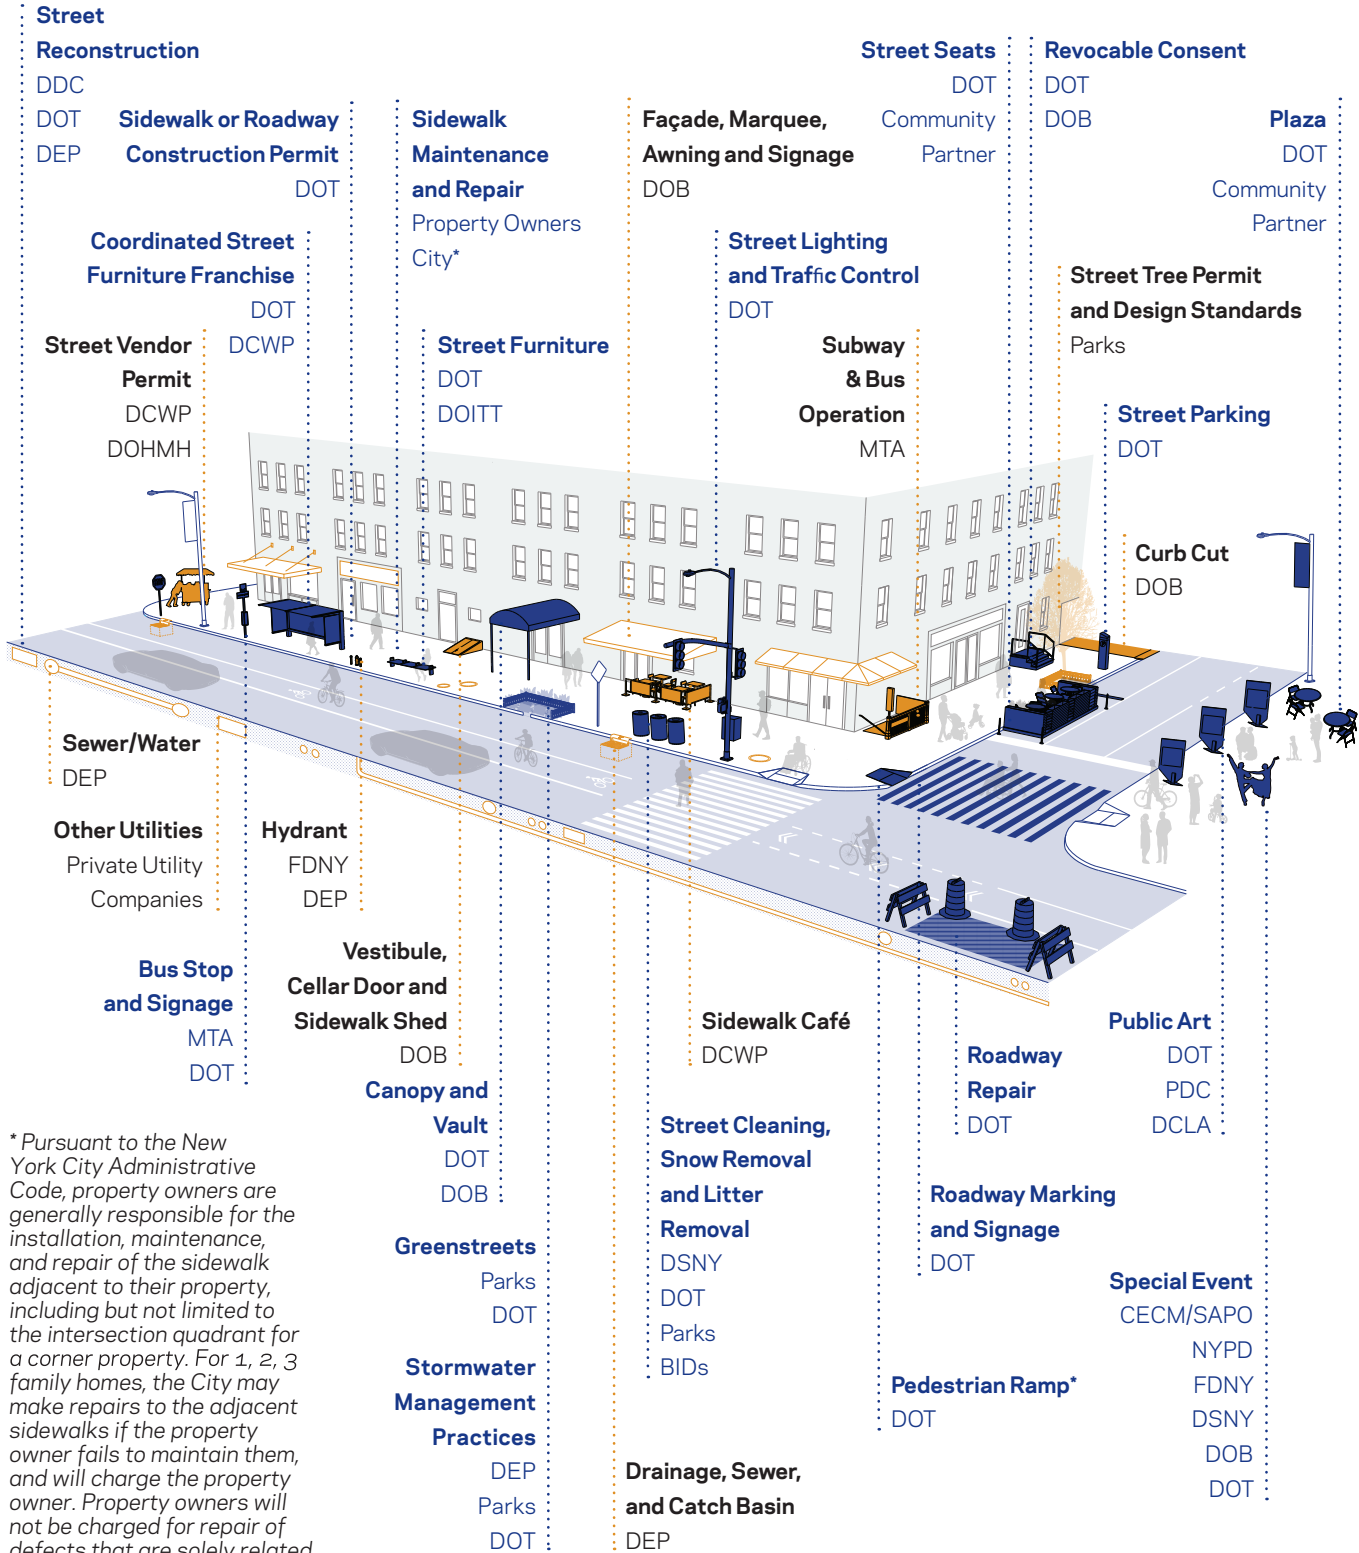 Street
Reconstruction
DDC
DOT
DEP
Sidewalk or Roadway
Construction Permit
DOT
Sidewalk
Maintenance
and Repair
Property Owners
City*
Façade, Marquee,
Awning and Signage
DOB
Street Seats
DOT
Community
Partner
Revocable Consent
DOT
DOB
Plaza
DOT
Community
Partner
Coordinated Street
Furniture Franchise
DOT
DCWP
Street Lighting
and Traffic Control
DOT
Street Tree Permit
and Design Standards
Parks
Street Vendor
Permit
DCWP
DOHMH
Street Furniture
DOT
DOITT
Subway
& Bus
Operation
MTA
Street Parking
DOT
Curb Cut
DOB
Sewer/Water
DEP
Other Utilities
Private Utility
Companies
Hydrant
FDNY
DEP
Bus Stop
and Signage
MTA
DOT
Vestibule,
Cellar Door and
Sidewalk Shed
DOB
Canopy and
Vault
DOT
DOB
Sidewalk Café
DCWP
Roadway
Repair
DOT
Public Art
DOT
PDC
DCLA
Street Cleaning,
Snow Removal
and Litter
Removal
DSNY
DOT
Parks
BIDs
Roadway Marking
and Signage
DOT
Greenstreets
Parks
DOT
Special Event
CECM/SAPO
NYPD
FDNY
DSNY
DOB
DOT
Stormwater
Management
Practices
DEP
Parks
DOT
Pedestrian Ramp*
DOT
Drainage, Sewer,
and Catch Basin
DEP
* Pursuant to the New
York City Administrative
Code, property owners are
generally responsible for the
installation, maintenance,
and repair of the sidewalk
adjacent to their property,
including but not limited to
the intersection quadrant for
a corner property. For 1, 2, 3
family homes, the City may
make repairs to the adjacent
sidewalks if the property
owner fails to maintain them,
and will charge the property
owner. Property owners will
not be charged for repair of
defects that are solely related